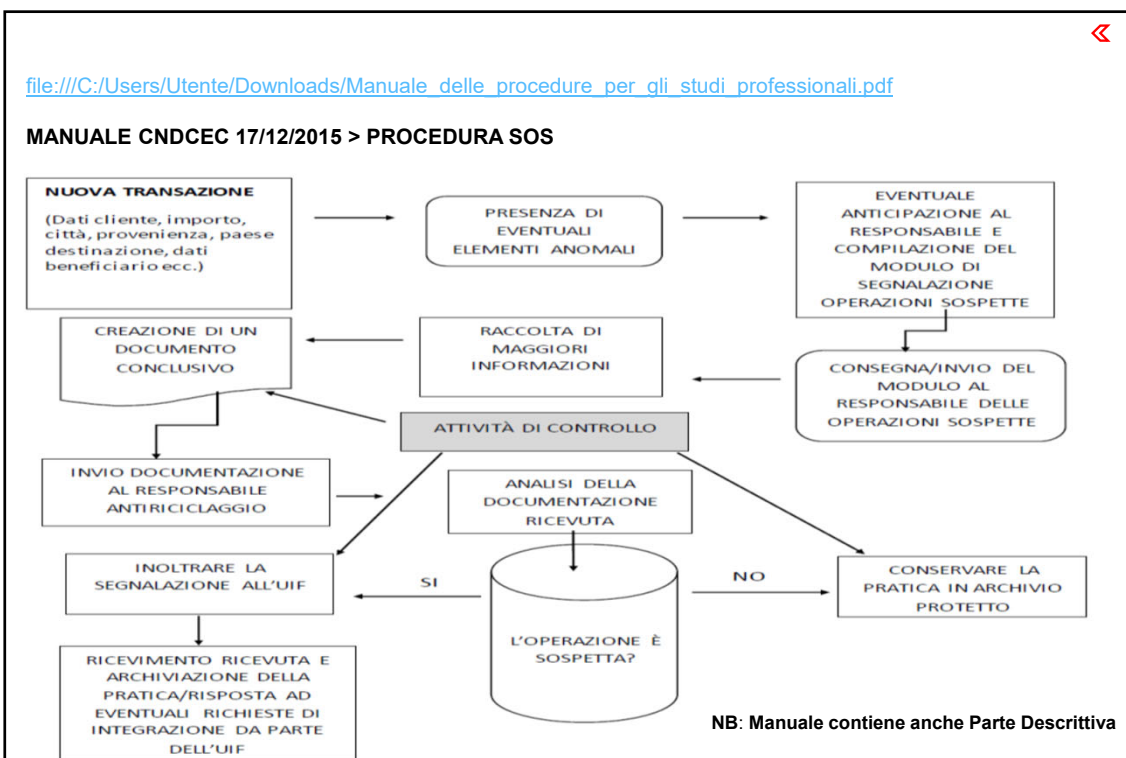 file:///C:/Users/Utente/Downloads/Manuale_delle_procedure_per_gli_studi_professionali.pdf
MANUALE CNDCEC 17/12/2015 > PROCEDURA SOS
NUOVA TRANSAZIONE
(Dati cliente, importo,
città, provenienza, paese
destinazione, dati
beneficiario ecc.)
PRESENZA DI
EVENTUALI
ELEMENTI ANOMALI
EVENTUALE
ANTICIPAZIONE AL
RESPONSABILE E
COMPILAZIONE DEL
MODULO DI
SEGNALAZIONE
OPERAZIONI SOSPETTE
CONSEGNA/INVIO DEL
MODULO AL
RESPONSABILE DELLE
OPERAZIONI SOSPETTE
RACCOLTA DI
MAGGIORI
INFORMAZIONI
CREAZIONE DI UN
DOCUMENTO
CONCLUSIVO
ATTIVITÀ DI CONTROLLO
INVIO DOCUMENTAZIONE
AL RESPONSABILE
ANTIRICICLAGGIO
ANALISI DELLA
DOCUMENTAZIONE
RICEVUTA
L'OPERAZIONE È
SOSPETTA?
SI
NO
INOLTRARE LA
SEGNALAZIONE ALL'UIF
CONSERVARE LA
PRATICA IN ARCHIVIO
PROTETTO
RICEVIMENTO RICEVUTA E
ARCHIVIAZIONE DELLA
PRATICA/RISPOSTA AD
EVENTUALI RICHIESTE DI
INTEGRAZIONE DA PARTE
DELL'UIF
NB: Manuale contiene anche Parte Descrittiva